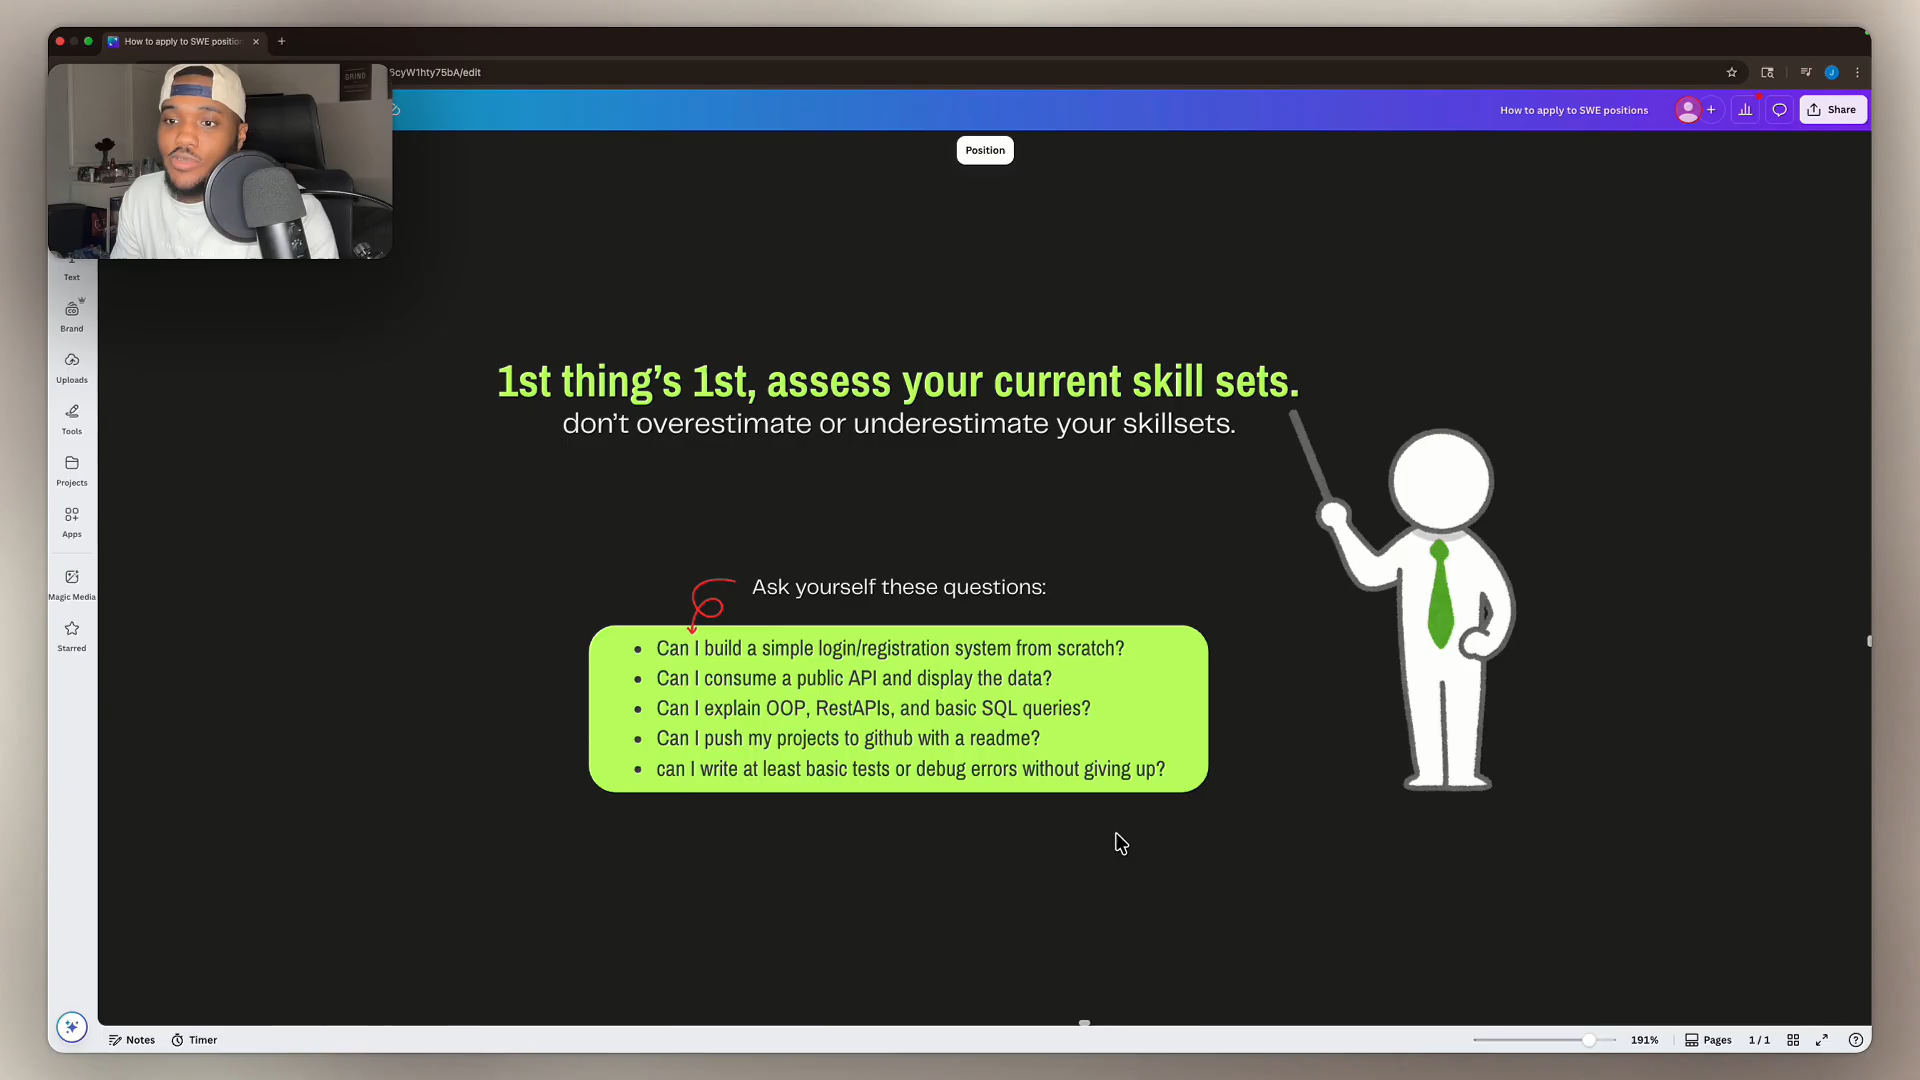 How to apply to SWE position
5cyW1hty75bA/edit
J
GRIND
How to apply to SWE positions
Share
Position
Text
Brand
Uploads
Tools
Projects
Apps
Magic Media
Starred
1st thing’s 1st, assess your current skill sets.
don’t overestimate or underestimate your skillsets.
Ask yourself these questions:
• Can I build a simple login/registration system from scratch?
• Can I consume a public API and display the data?
• Can I explain OOP, RestAPIs, and basic SQL queries?
• Can I push my projects to github with a readme?
• can I write at least basic tests or debug errors without giving up?
Notes
Timer
191%
Pages
1 / 1